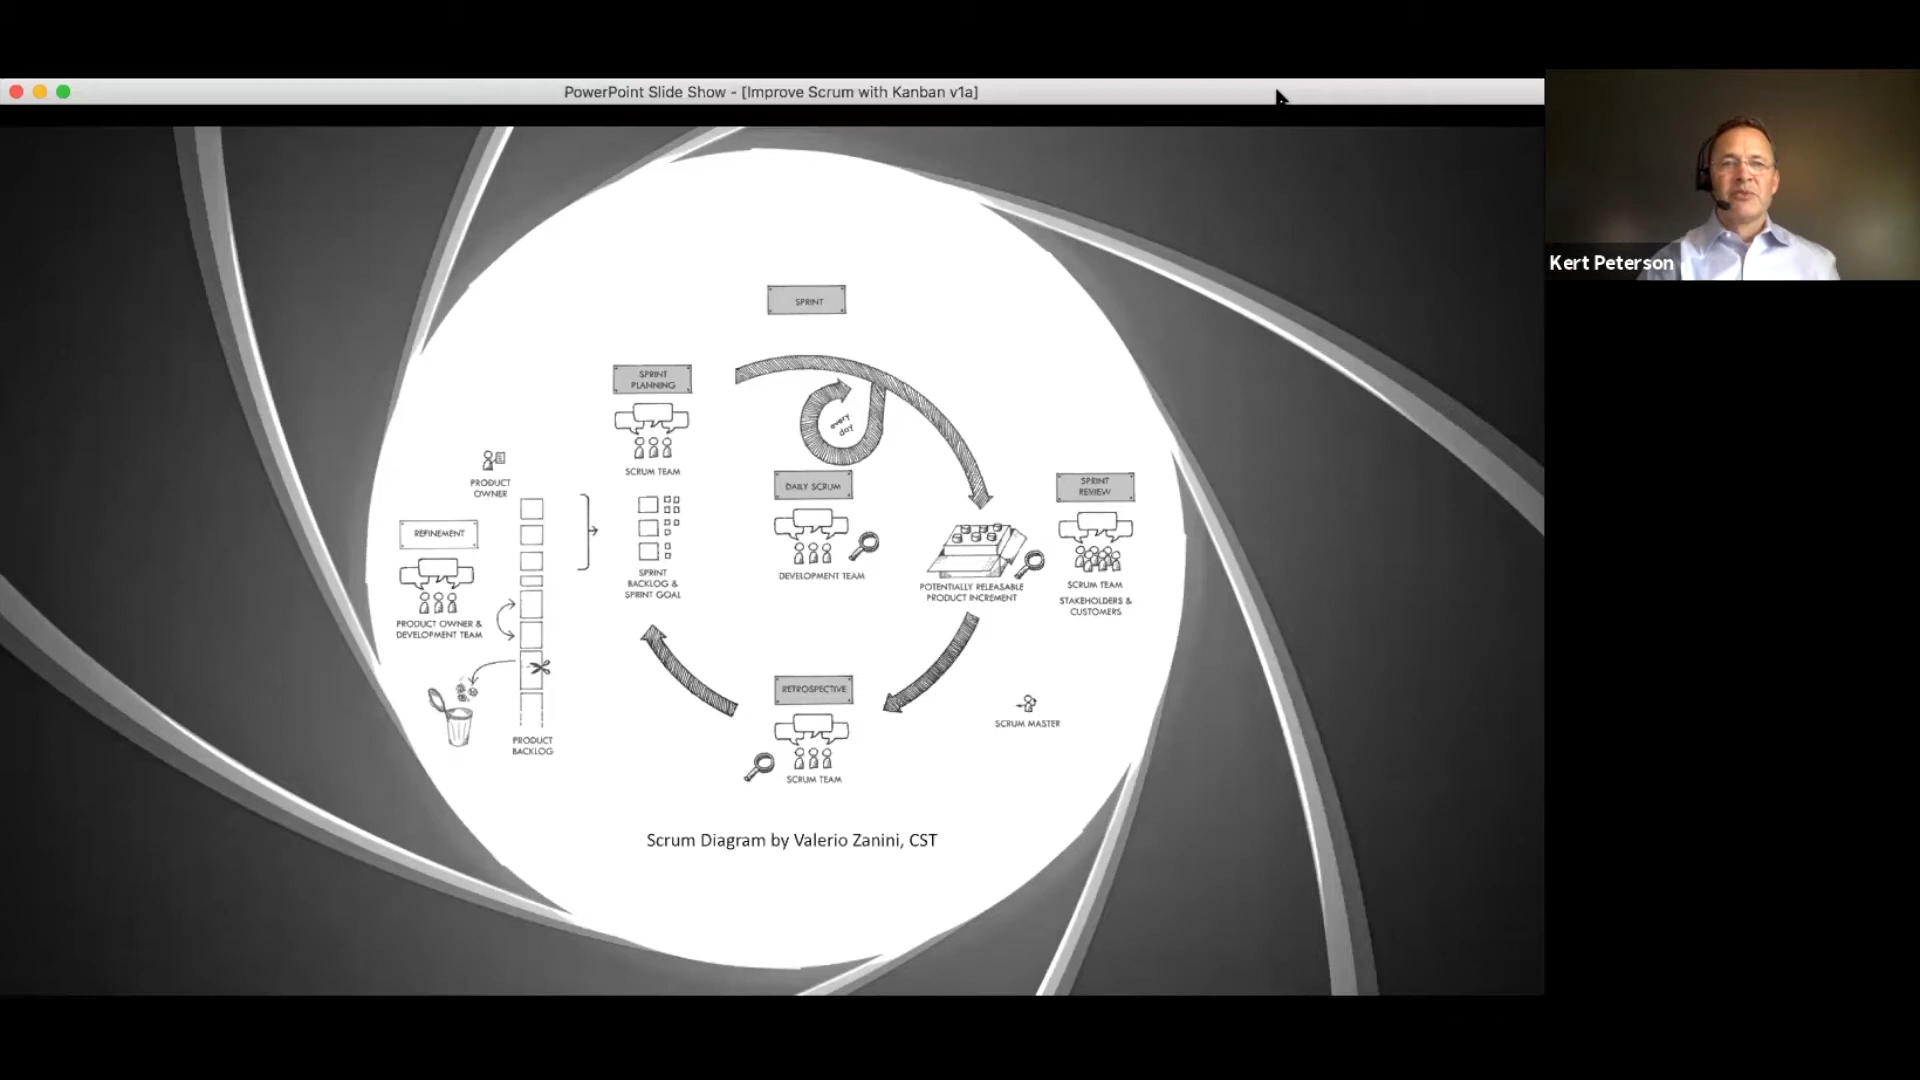 PowerPoint Slide Show - [Improve Scrum with Kanban v1a]
Kert Peterson
SPRINT
SPRINT
PLANNING
SCRUM TEAM
every
day
PRODUCT
OWNER
REFINEMENT
PRODUCT OWNER &
DEVELOPMENT TEAM
PRODUCT
BACKLOG
SPRINT
BACKLOG &
SPRINT GOAL
DAILY SCRUM
DEVELOPMENT TEAM
POTENTIALLY RELEASABLE
PRODUCT INCREMENT
SPRINT
REVIEW
SCRUM TEAM
STAKEHOLDERS &
CUSTOMERS
RETROSPECTIVE
SCRUM TEAM
SCRUM MASTER
Scrum Diagram by Valerio Zanini, CST